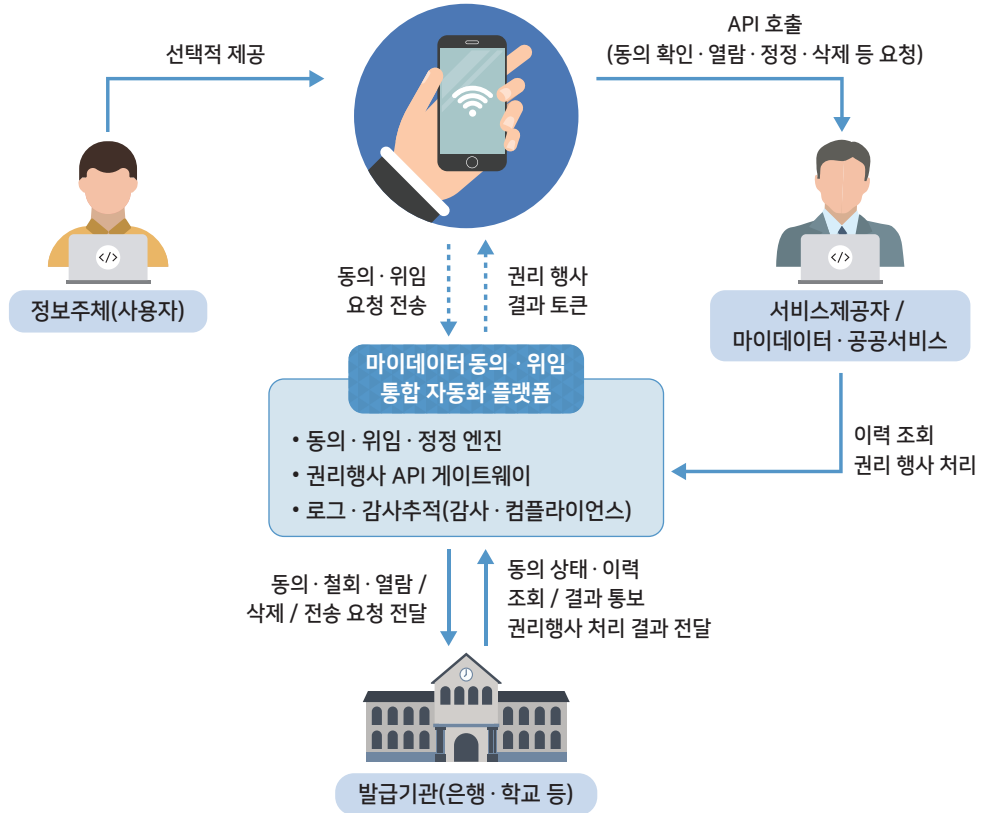 선택적 제공
API 호출
(동의 확인 · 열람 · 정정 · 삭제 등 요청)
</>
정보주체(사용자)
</>
서비스제공자 /
마이데이터 · 공공서비스
동의 · 위임
요청 전송
권리 행사
결과 토큰
마이데이터 동의 · 위임
통합 자동화 플랫폼
• 동의 · 위임 · 정정 엔진
• 권리행사 API 게이트웨이
• 로그 · 감사추적(감사 · 컴플라이언스)
이력 조회
권리 행사 처리
동의 · 철회 · 열람 /
삭제 / 전송 요청 전달
동의 상태 · 이력
조회 / 결과 통보
권리행사 처리 결과 전달
발급기관(은행 · 학교 등)